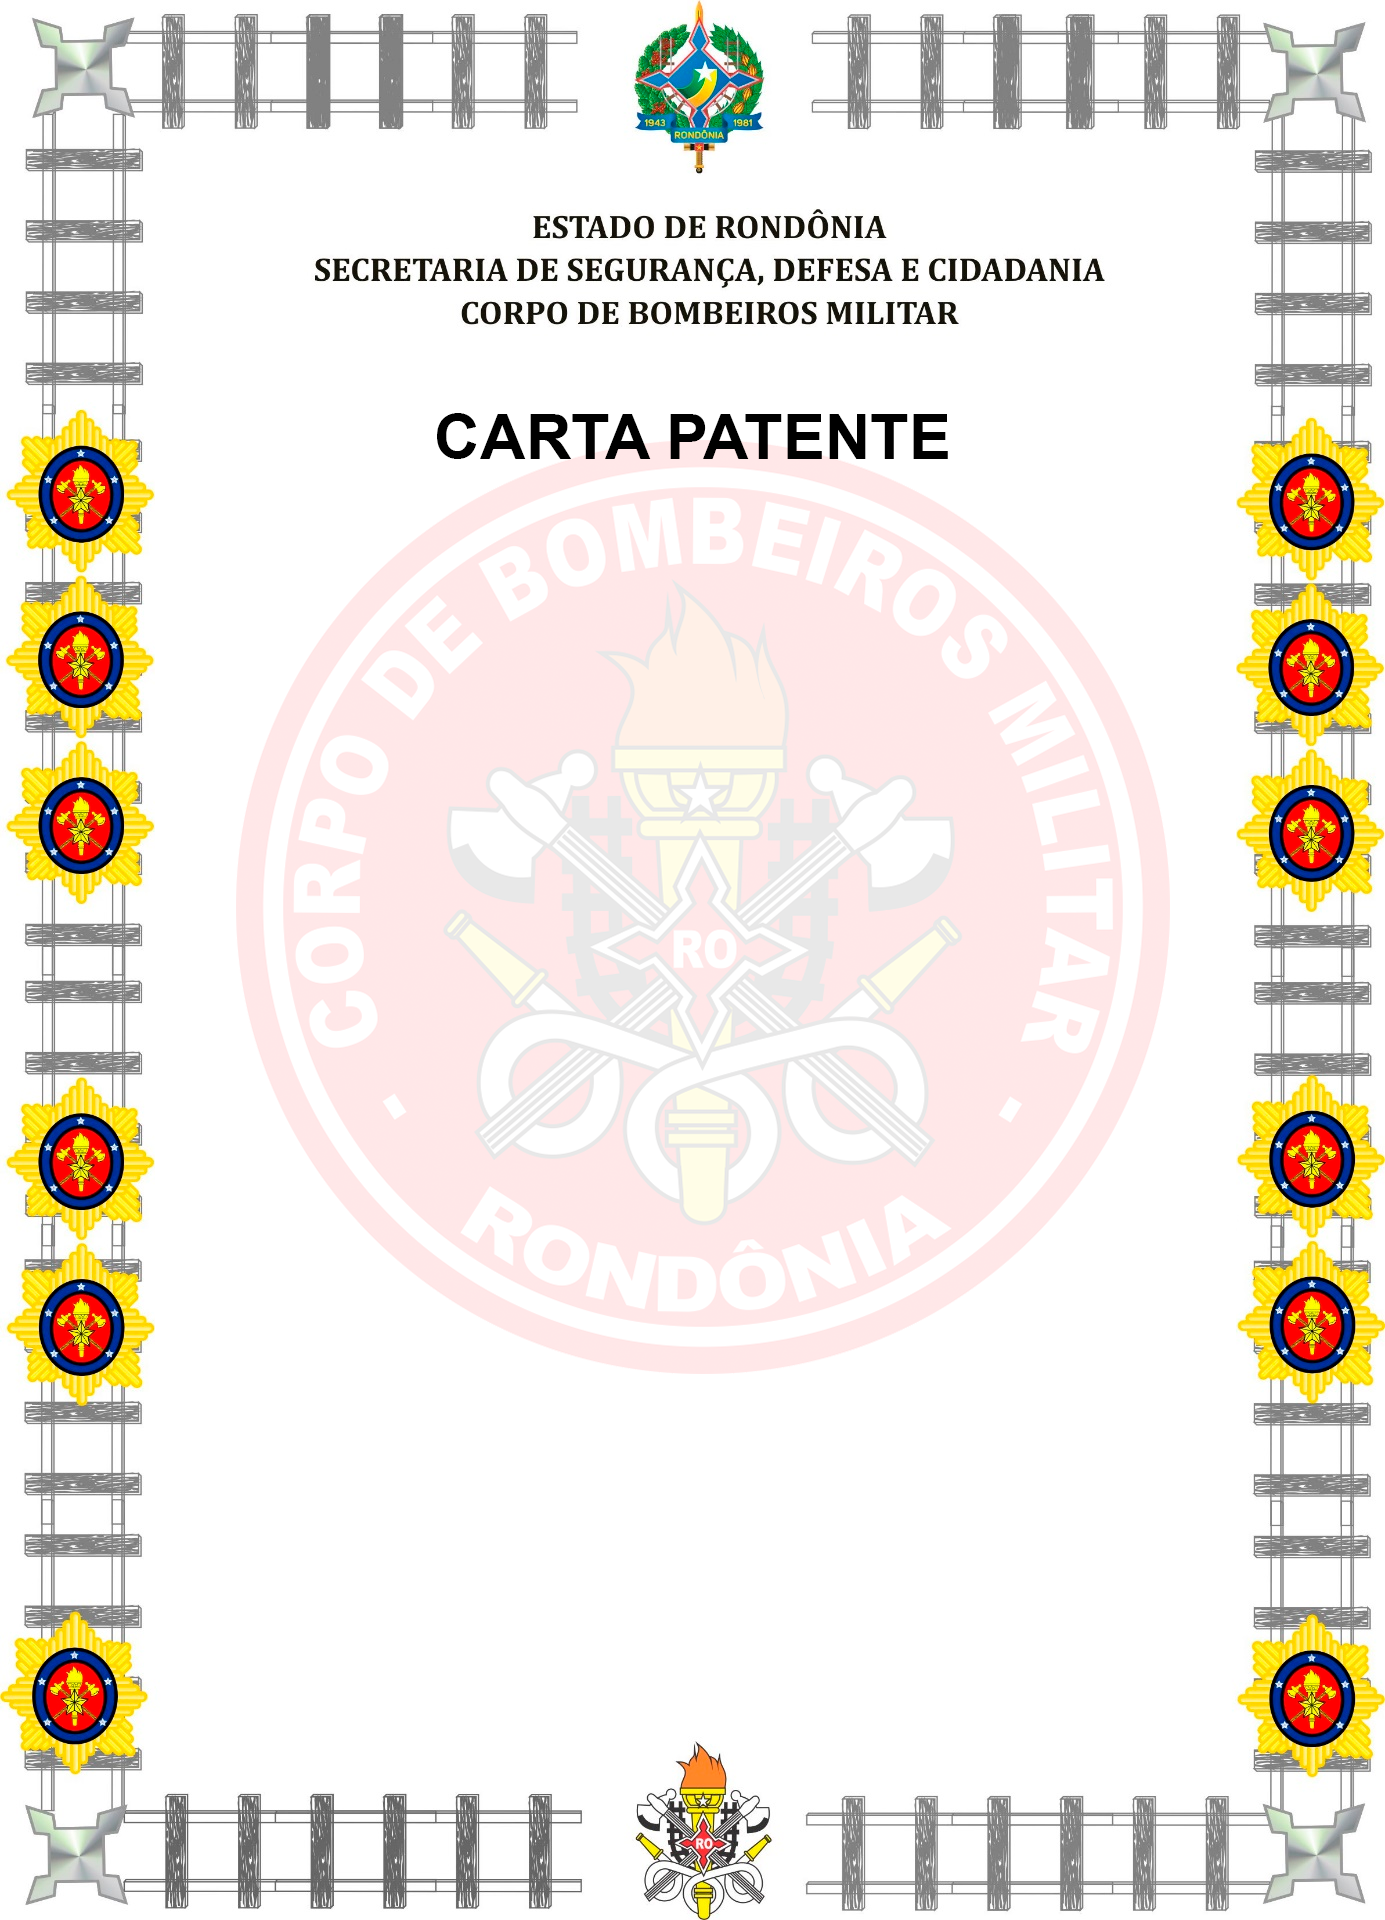 1943 1981
RONDÔNIA
ESTADO DE RONDÔNIA
SECRETARIA DE SEGURANÇA, DEFESA E CIDADANIA
CORPO DE BOMBEIROS MILITAR
CARTA PATENTE
CORPO DE BOMBEIROS MILITAR
RO
· RONDÔNIA ·
RO